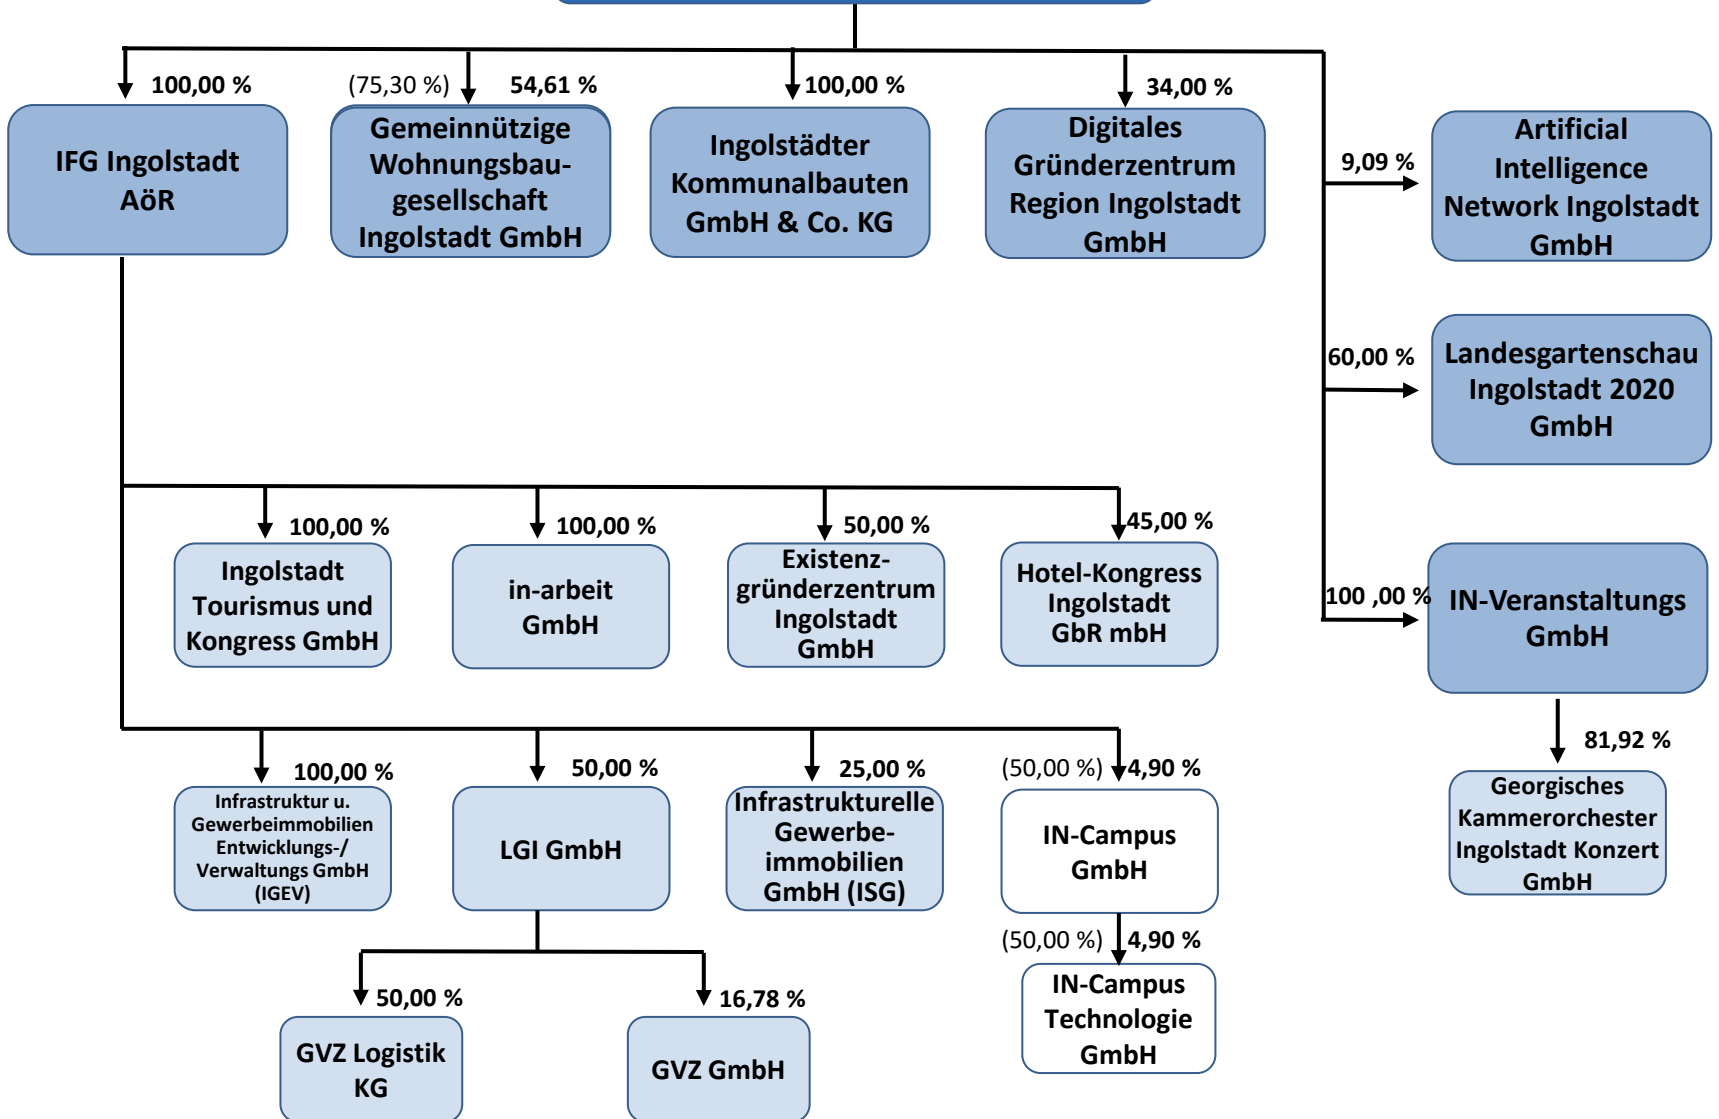 100,00 %
(75,30 %)
54,61 %
100,00 %
34,00 %
IFG Ingolstadt
AöR
Gemeinnützige
Wohnungsbau-
gesellschaft
Ingolstadt GmbH
Ingolstädter
Kommunalbauten
GmbH & Co. KG
Digitales
Gründerzentrum
Region Ingolstadt
GmbH
9,09 %
Artificial
Intelligence
Network Ingolstadt
GmbH
60,00 %
Landesgartenschau
Ingolstadt 2020
GmbH
100,00 %
100,00 %
50,00 %
45,00 %
Ingolstadt
Tourismus und
Kongress GmbH
in-arbeit
GmbH
Existenz-
gründerzentrum
Ingolstadt
GmbH
Hotel-Kongress
Ingolstadt
GbR mbH
100 ,00 %
IN-Veranstaltungs
GmbH
81,92 %
Georgisches
Kammerorchester
Ingolstadt Konzert
GmbH
100,00 %
50,00 %
25,00 %
(50,00 %)
4,90 %
Infrastruktur u.
Gewerbeimmobilien
Entwicklungs-/
Verwaltungs GmbH
(IGEV)
LGI GmbH
Infrastrukturelle
Gewerbe-
immobilien
GmbH (ISG)
IN-Campus
GmbH
(50,00 %)
4,90 %
IN-Campus
Technologie
GmbH
50,00 %
16,78 %
GVZ Logistik
KG
GVZ GmbH